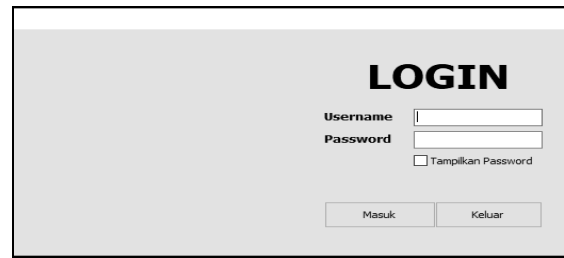 LOGIN
Username
Password
Tampilkan Password
Masuk Keluar